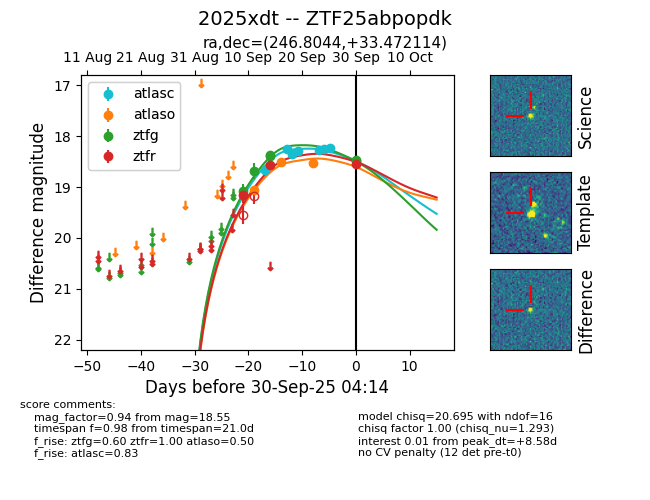 2025xdt -- ZTF25abpopdk
ra,dec=(246.8044,+33.472114)
11 Aug 21 Aug 31 Aug 10 Sep 20 Sep 30 Sep 10 Oct
17
18
19
20
21
22
Difference magnitude
atlasc
atlaso
ztfg
ztfr
−50 −40 −30 −20 −10 0 10
Days before 30-Sep-25 04:14
Science
Template
Difference
score comments:
mag_factor=0.94 from mag=18.55
timespan f=0.98 from timespan=21.0d
f_rise: ztfg=0.60 ztfr=1.00 atlaso=0.50
f_rise: atlasc=0.83
model chisq=20.695 with ndof=16
chisq factor 1.00 (chisq_nu=1.293)
interest 0.01 from peak_dt=+8.58d
no CV penalty (12 det pre-t0)